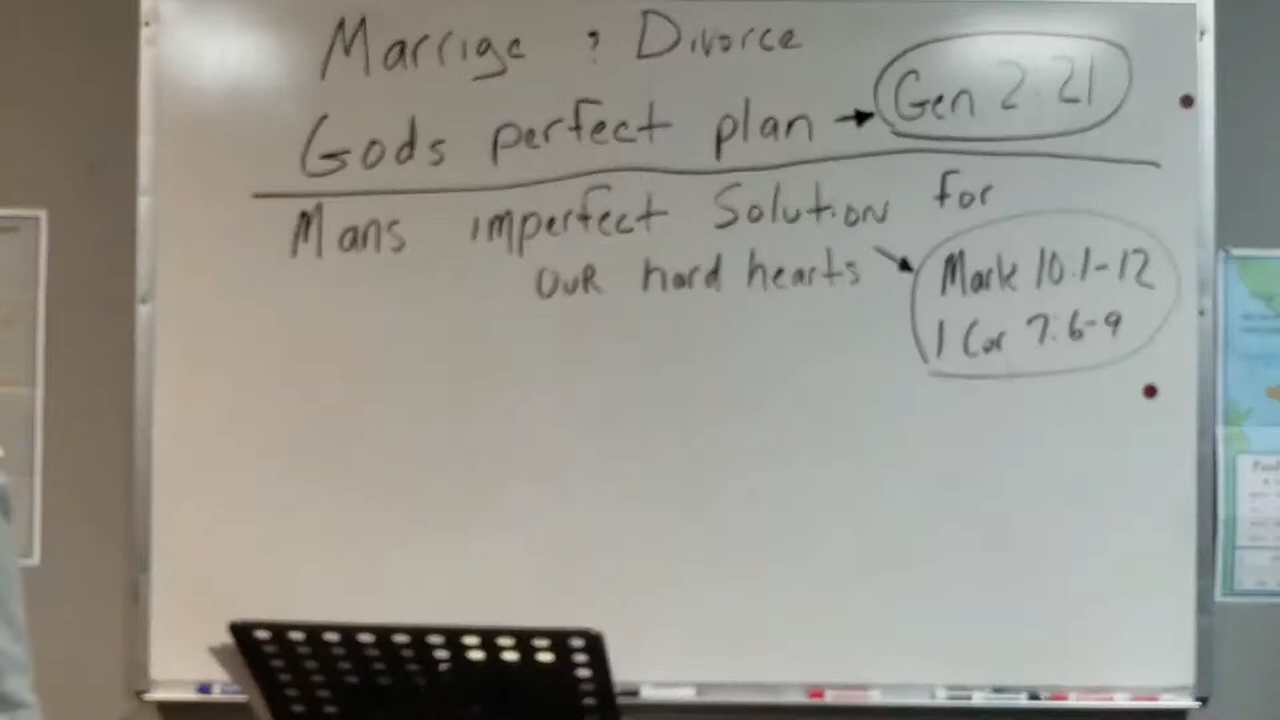 Marrige & Divorce
Gods perfect plan → Gen 2:21
Mans imperfect Solution for
our hard hearts → Mark 10:1-12
1 Cor 7:6-9